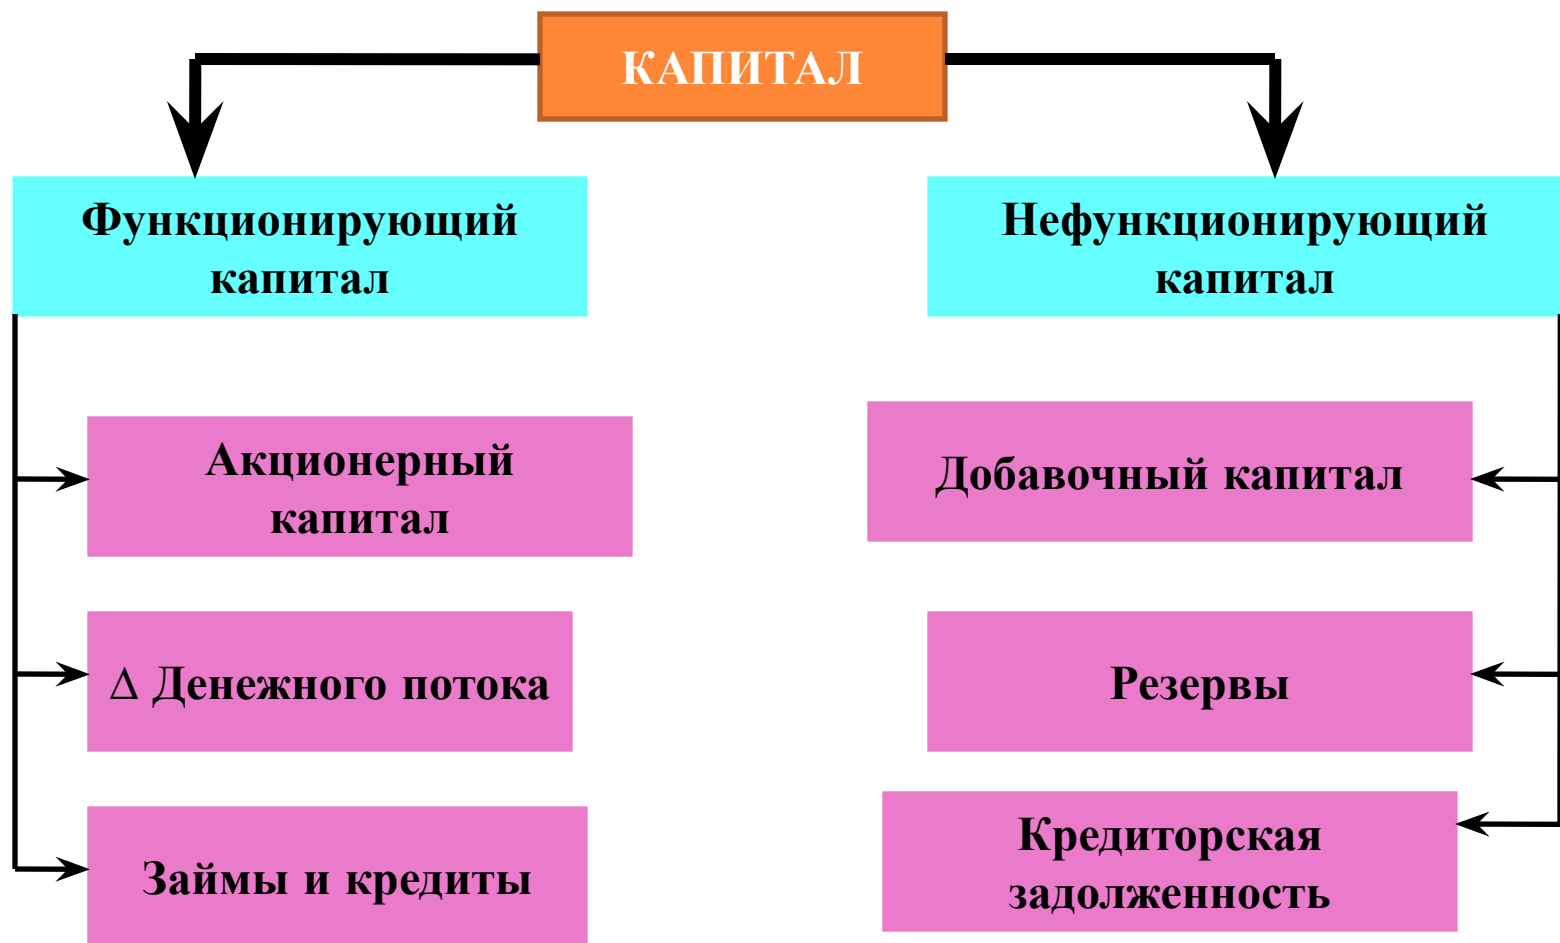 КАПИТАЛ
Функционирующий
капитал
Нефункционирующий
капитал
Акционерный
капитал
Добавочный капитал
Δ Денежного потока
Резервы
Займы и кредиты
Кредиторская
задолженность